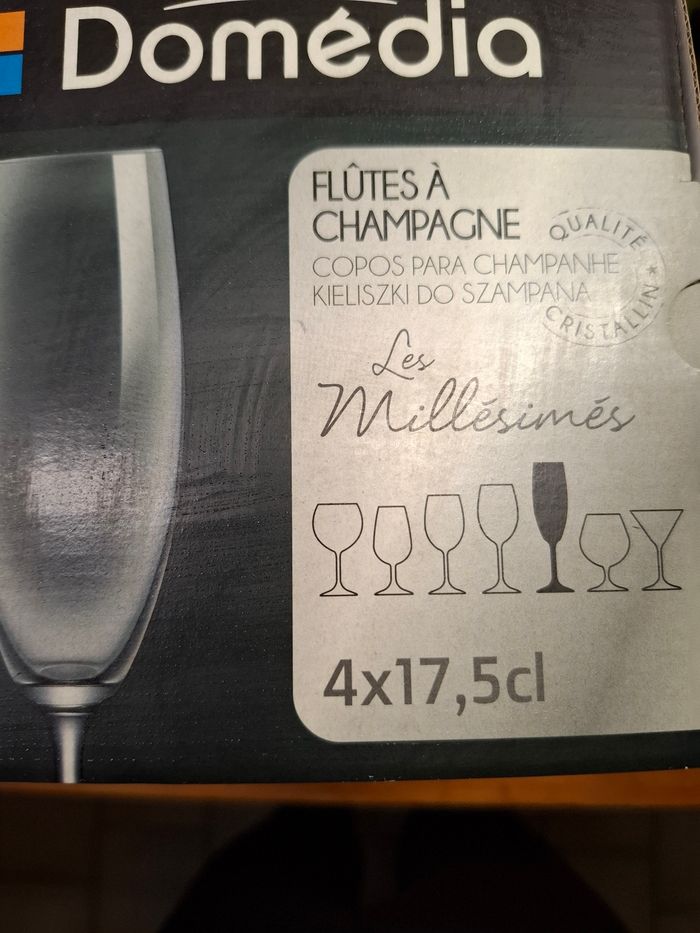 Domédia
FLÛTES À
CHAMPAGNE
QUALITÉ
CRISTALLIN
COPOS PARA CHAMPANHE
KIELISZKI DO SZAMPANA
Les
Millésimés
4x17,5cl